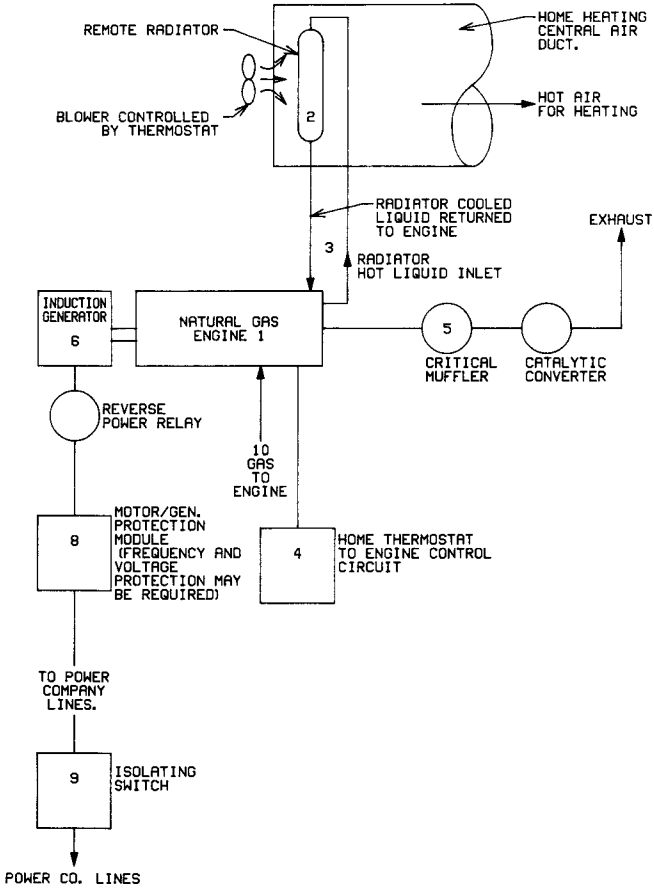 REMOTE RADIATOR
HOME HEATING
CENTRAL AIR
DUCT.
2
BLOWER CONTROLLED
BY THERMOSTAT
HOT AIR
FOR HEATING
RADIATOR COOLED
LIQUID RETURNED
TO ENGINE
3
RADIATOR
HOT LIQUID INLET
EXHAUST
INDUCTION
GENERATOR
6
NATURAL GAS
ENGINE 1
5
CRITICAL
MUFFLER
CATALYTIC
CONVERTER
REVERSE
POWER RELAY
10
GAS
TO
ENGINE
8
MOTOR/GEN.
PROTECTION
MODULE
(FREQUENCY AND
VOLTAGE
PROTECTION MAY
BE REQUIRED)
4
HOME THERMOSTAT
TO ENGINE CONTROL
CIRCUIT
TO POWER
COMPANY
LINES.
9
ISOLATING
SWITCH
POWER CO. LINES